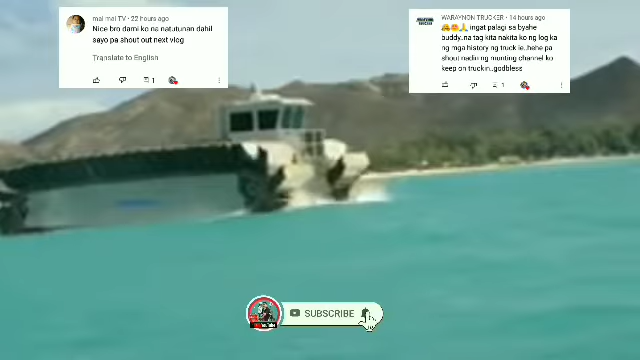 mai mai TV • 22 hours ago
Nice bro dami ko na natutunan dahil
sayo pa shout out next vlog
Translate to English
1
WARAYNON TRUCKER • 14 hours ago
ingat palagi sa byahe
buddy..na tag kita nakita ko ng log ka
ng mga history ng truck ie..hehe pa
shout nadin ng munting channel ko
keep on truckin..godbless
1
SUBSCRIBE